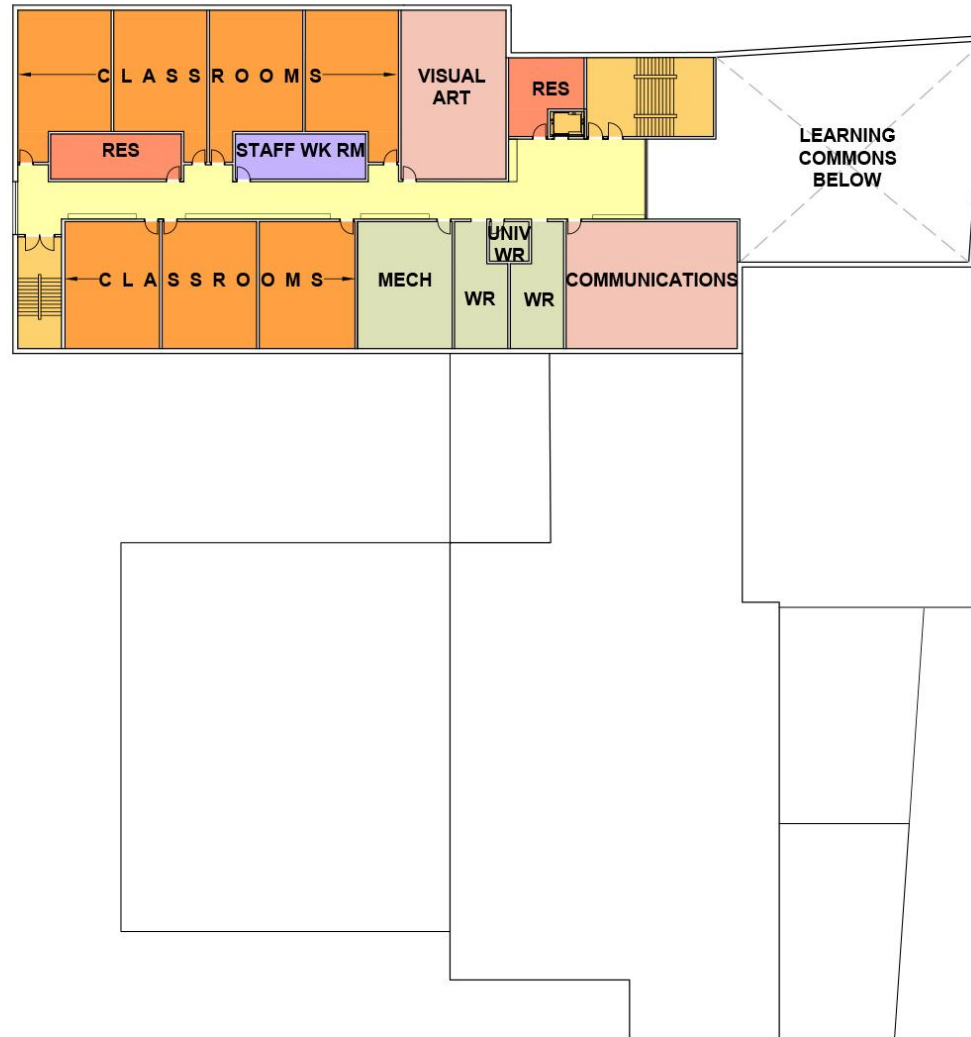 CLASSROOMS
VISUAL
ART
RES
LEARNING
COMMONS
BELOW
RES
STAFF WK RM
CLASSROOMS
MECH
UNIV
WR
WR
WR
COMMUNICATIONS